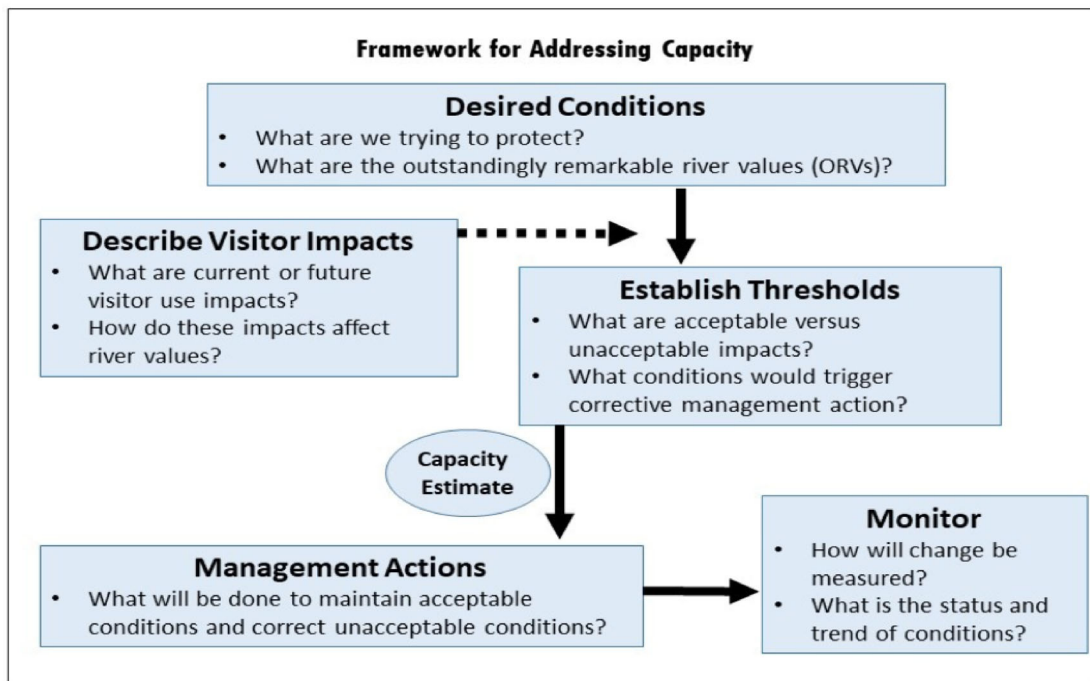 Framework for Addressing Capacity
Desired Conditions
• What are we trying to protect?
• What are the outstandingly remarkable river values (ORVs)?
Describe Visitor Impacts
• What are current or future
visitor use impacts?
• How do these impacts affect
river values?
Establish Thresholds
• What are acceptable versus
unacceptable impacts?
• What conditions would trigger
corrective management action?
Capacity
Estimate
Management Actions
• What will be done to maintain acceptable
conditions and correct unacceptable conditions?
Monitor
• How will change be
measured?
• What is the status and
trend of conditions?